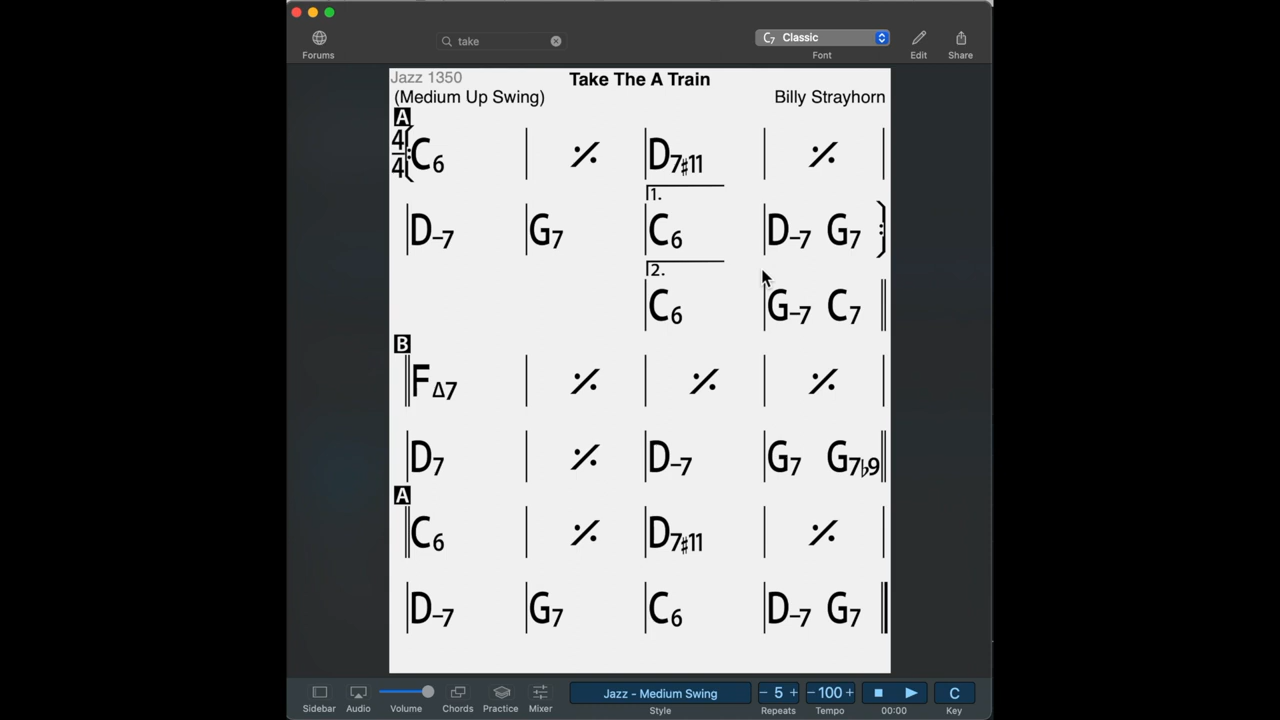 take
C7 Classic
Forums
Font
Edit
Share
Jazz 1350
Take The A Train
(Medium Up Swing)
Billy Strayhorn
A
4/4 C6 | 𝄎 | D7♯11 | 𝄎
D–7 | G7 | 1. C6 | D–7 G7
2. C6 | G–7 C7
B
FΔ7 | 𝄎 | 𝄎 | 𝄎
D7 | 𝄎 | D–7 | G7 G7♭9
A
C6 | 𝄎 | D7♯11 | 𝄎
D–7 | G7 | C6 | D–7 G7
Jazz - Medium Swing
− 5 +
−100+
C
Sidebar
Audio
Volume
Chords
Practice
Mixer
Style
Repeats
Tempo
00:00
Key